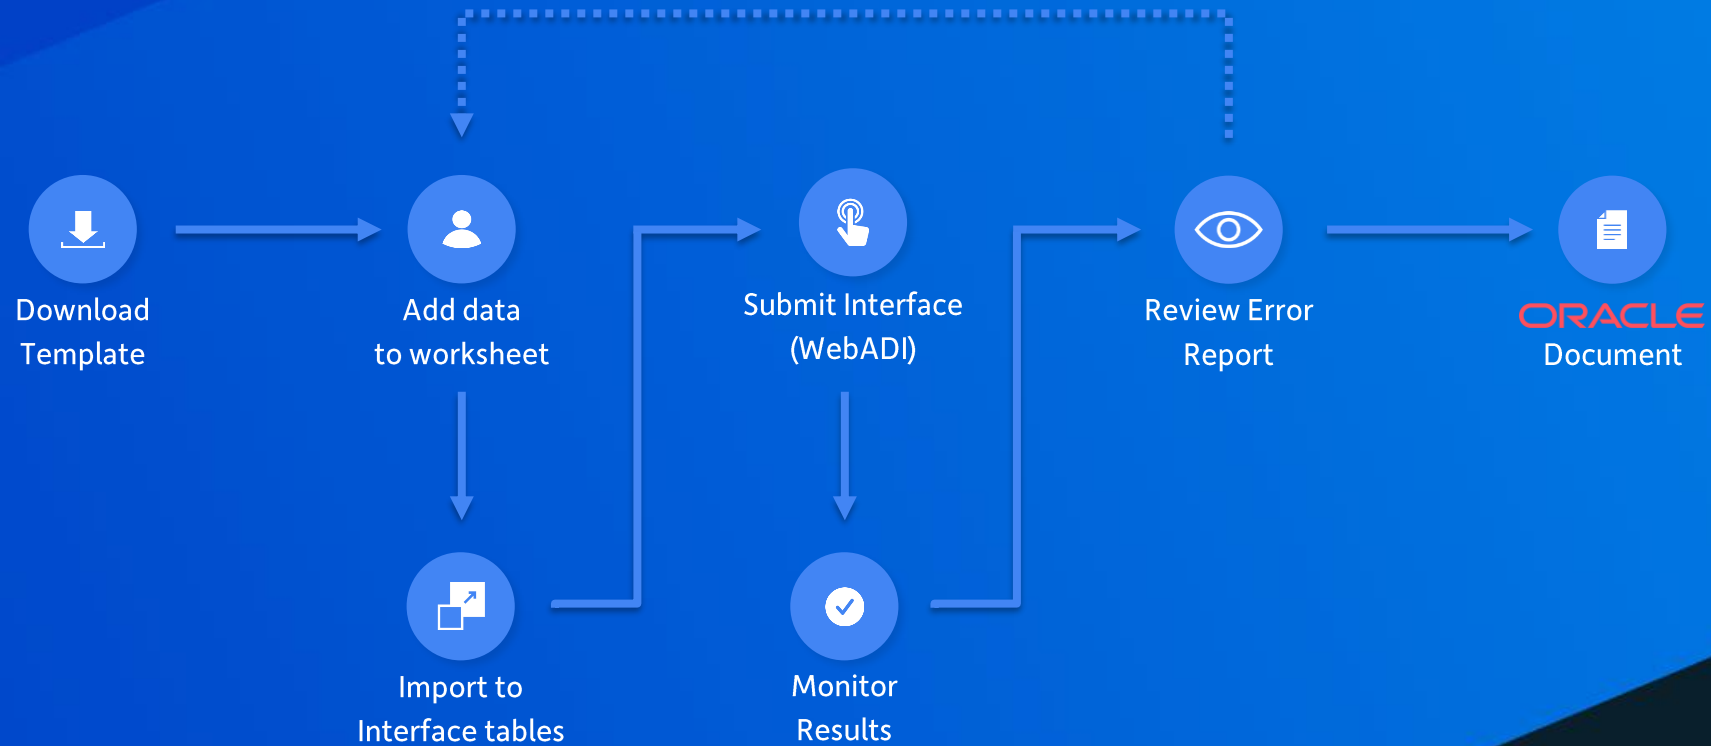 Download
Template
Add data
to worksheet
Submit Interface
(WebADI)
Review Error
Report
ORACLE
Document
Import to
Interface tables
Monitor
Results